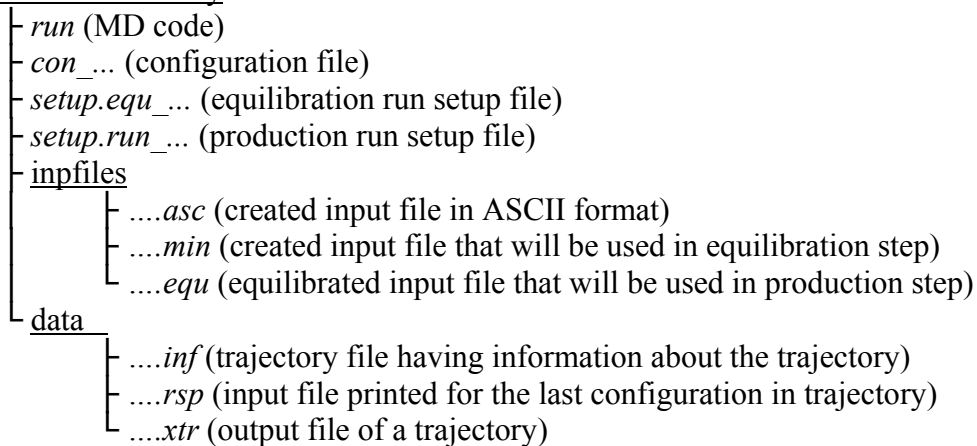 run (MD code)
con_... (configuration file)
setup.equ_... (equilibration run setup file)
setup.run_... (production run setup file)
inpfiles
....asc (created input file in ASCII format)
....min (created input file that will be used in equilibration step)
....equ (equilibrated input file that will be used in production step)
data
....inf (trajectory file having information about the trajectory)
....rsp (input file printed for the last configuration in trajectory)
....xtr (output file of a trajectory)